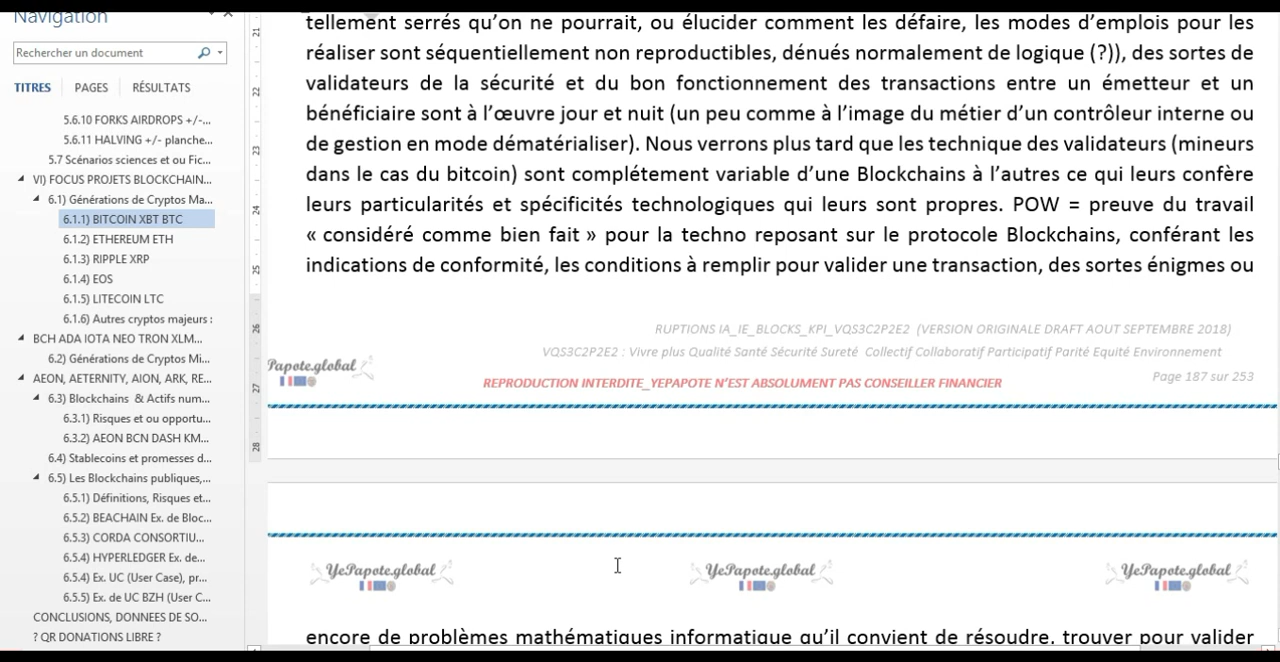 Navigation
Rechercher un document
TITRES PAGES RÉSULTATS
5.6.10 FORKS AIRDROPS +/-...
5.6.11 HALVING +/- planche...
5.7 Scénarios sciences et ou Fic...
VI) FOCUS PROJETS BLOCKCHAIN...
6.1) Générations de Cryptos Ma...
6.1.1) BITCOIN XBT BTC
6.1.2) ETHEREUM ETH
6.1.3) RIPPLE XRP
6.1.4) EOS
6.1.5) LITECOIN LTC
6.1.6) Autres cryptos majeurs :
BCH ADA IOTA NEO TRON XLM...
6.2) Générations de Cryptos Mi...
AEON, AETERNITY, AION, ARK, RE...
6.3) Blockchains & Actifs num...
6.3.1) Risques et ou opportu...
6.3.2) AEON BCN DASH KM...
6.4) Stablecoins et promesses d...
6.5) Les Blockchains publiques,...
6.5.1) Définitions, Risques et...
6.5.2) BEACHAIN Ex. de Bloc...
6.5.3) CORDA CONSORTIU...
6.5.4) HYPERLEDGER Ex. de...
6.5.4) Ex. UC (User Case), pr...
6.5.5) Ex. de UC BZH (User C...
CONCLUSIONS, DONNEES DE SO...
? QR DONATIONS LIBRE ?
21
22
23
24
25
26
27
28
tellement serrés qu'on ne pourrait, ou élucider comment les défaire, les modes d'emplois pour les
réaliser sont séquentiellement non reproductibles, dénués normalement de logique (?)), des sortes de
validateurs de la sécurité et du bon fonctionnement des transactions entre un émetteur et un
bénéficiaire sont à l'œuvre jour et nuit (un peu comme à l'image du métier d'un contrôleur interne ou
de gestion en mode dématérialiser). Nous verrons plus tard que les technique des validateurs (mineurs
dans le cas du bitcoin) sont complétement variable d'une Blockchains à l'autres ce qui leurs confère
leurs particularités et spécificités technologiques qui leurs sont propres. POW = preuve du travail
« considéré comme bien fait » pour la techno reposant sur le protocole Blockchains, conférant les
indications de conformité, les conditions à remplir pour valider une transaction, des sortes énigmes ou
RUPTIONS IA_IE_BLOCKS_KPI_VQS3C2P2E2 (VERSION ORIGINALE DRAFT AOUT SEPTEMBRE 2018)
VQS3C2P2E2 : Vivre plus Qualité Santé Sécurité Sureté Collectif Collaboratif Participatif Parité Equité Environnement
Papote.global
Page 187 sur 253
REPRODUCTION INTERDITE_YEPAPOTE N'EST ABSOLUMENT PAS CONSEILLER FINANCIER
YePapote.global YePapote.global YePapote.global
encore de problèmes mathématiques informatique qu'il convient de résoudre, trouver pour valider